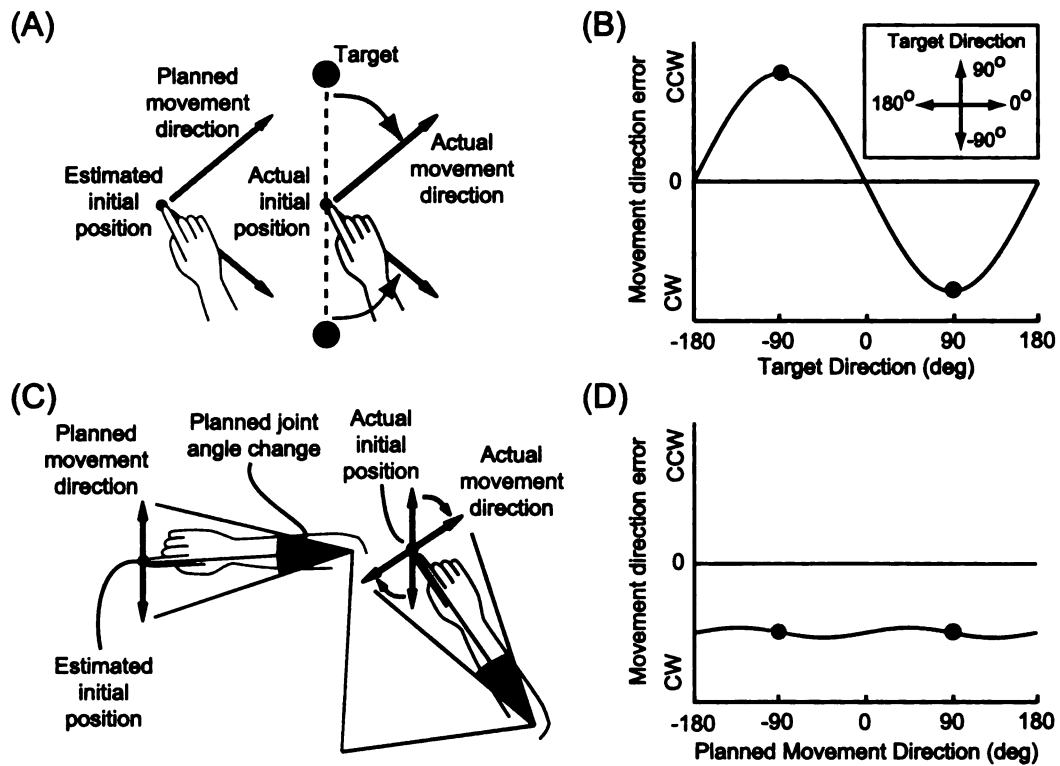 (A)
Target
Planned
movement
direction
Estimated
initial
position
Actual
initial
position
Actual
movement
direction
(B)
Movement direction error
CCW
0
CW
Target Direction
90°
180°
0°
-90°
-180
-90
0
90
180
Target Direction (deg)
(C)
Planned
movement
direction
Planned joint
angle change
Actual
initial
position
Actual
movement
direction
Estimated
initial
position
(D)
Movement direction error
CCW
0
CW
-180
-90
0
90
180
Planned Movement Direction (deg)